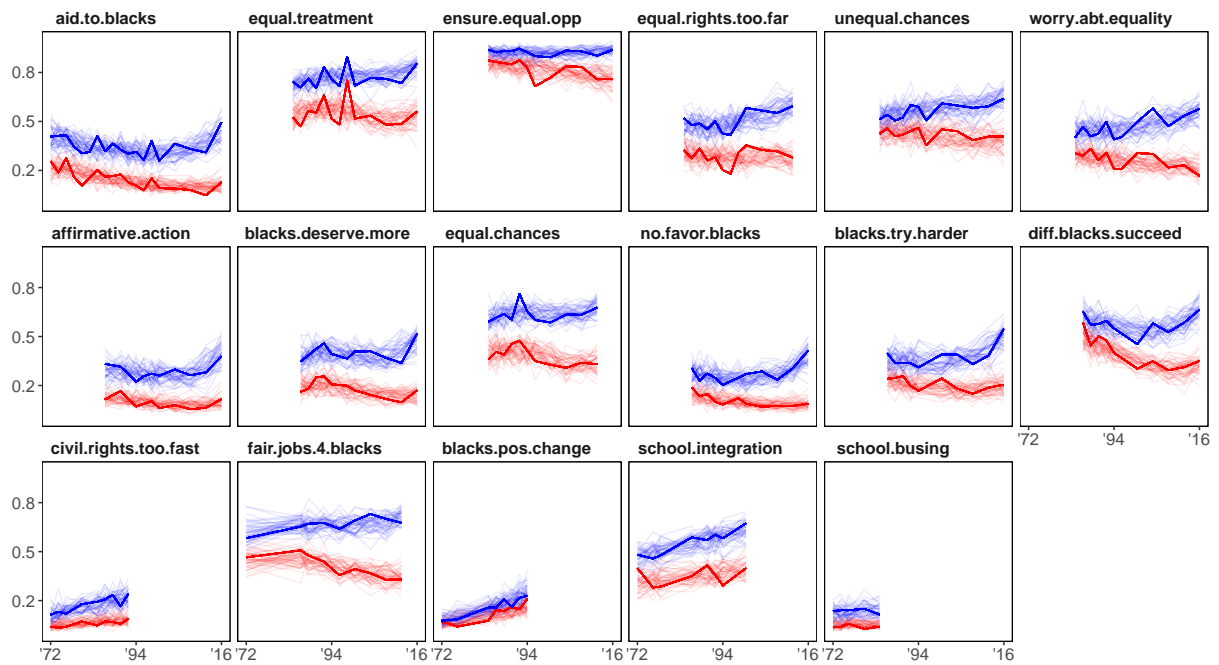 aid.to.blacks equal.treatment ensure.equal.opp equal.rights.too.far unequal.chances worry.abt.equality
0.8
0.5
0.2
affirmative.action blacks.deserve.more equal.chances no.favor.blacks blacks.try.harder diff.blacks.succeed
0.8
0.5
0.2
'72 '94 '16
civil.rights.too.fast fair.jobs.4.blacks blacks.pos.change school.integration school.busing
0.8
0.5
0.2
'72 '94 '16 '72 '94 '16 '72 '94 '16 '72 '94 '16 '72 '94 '16